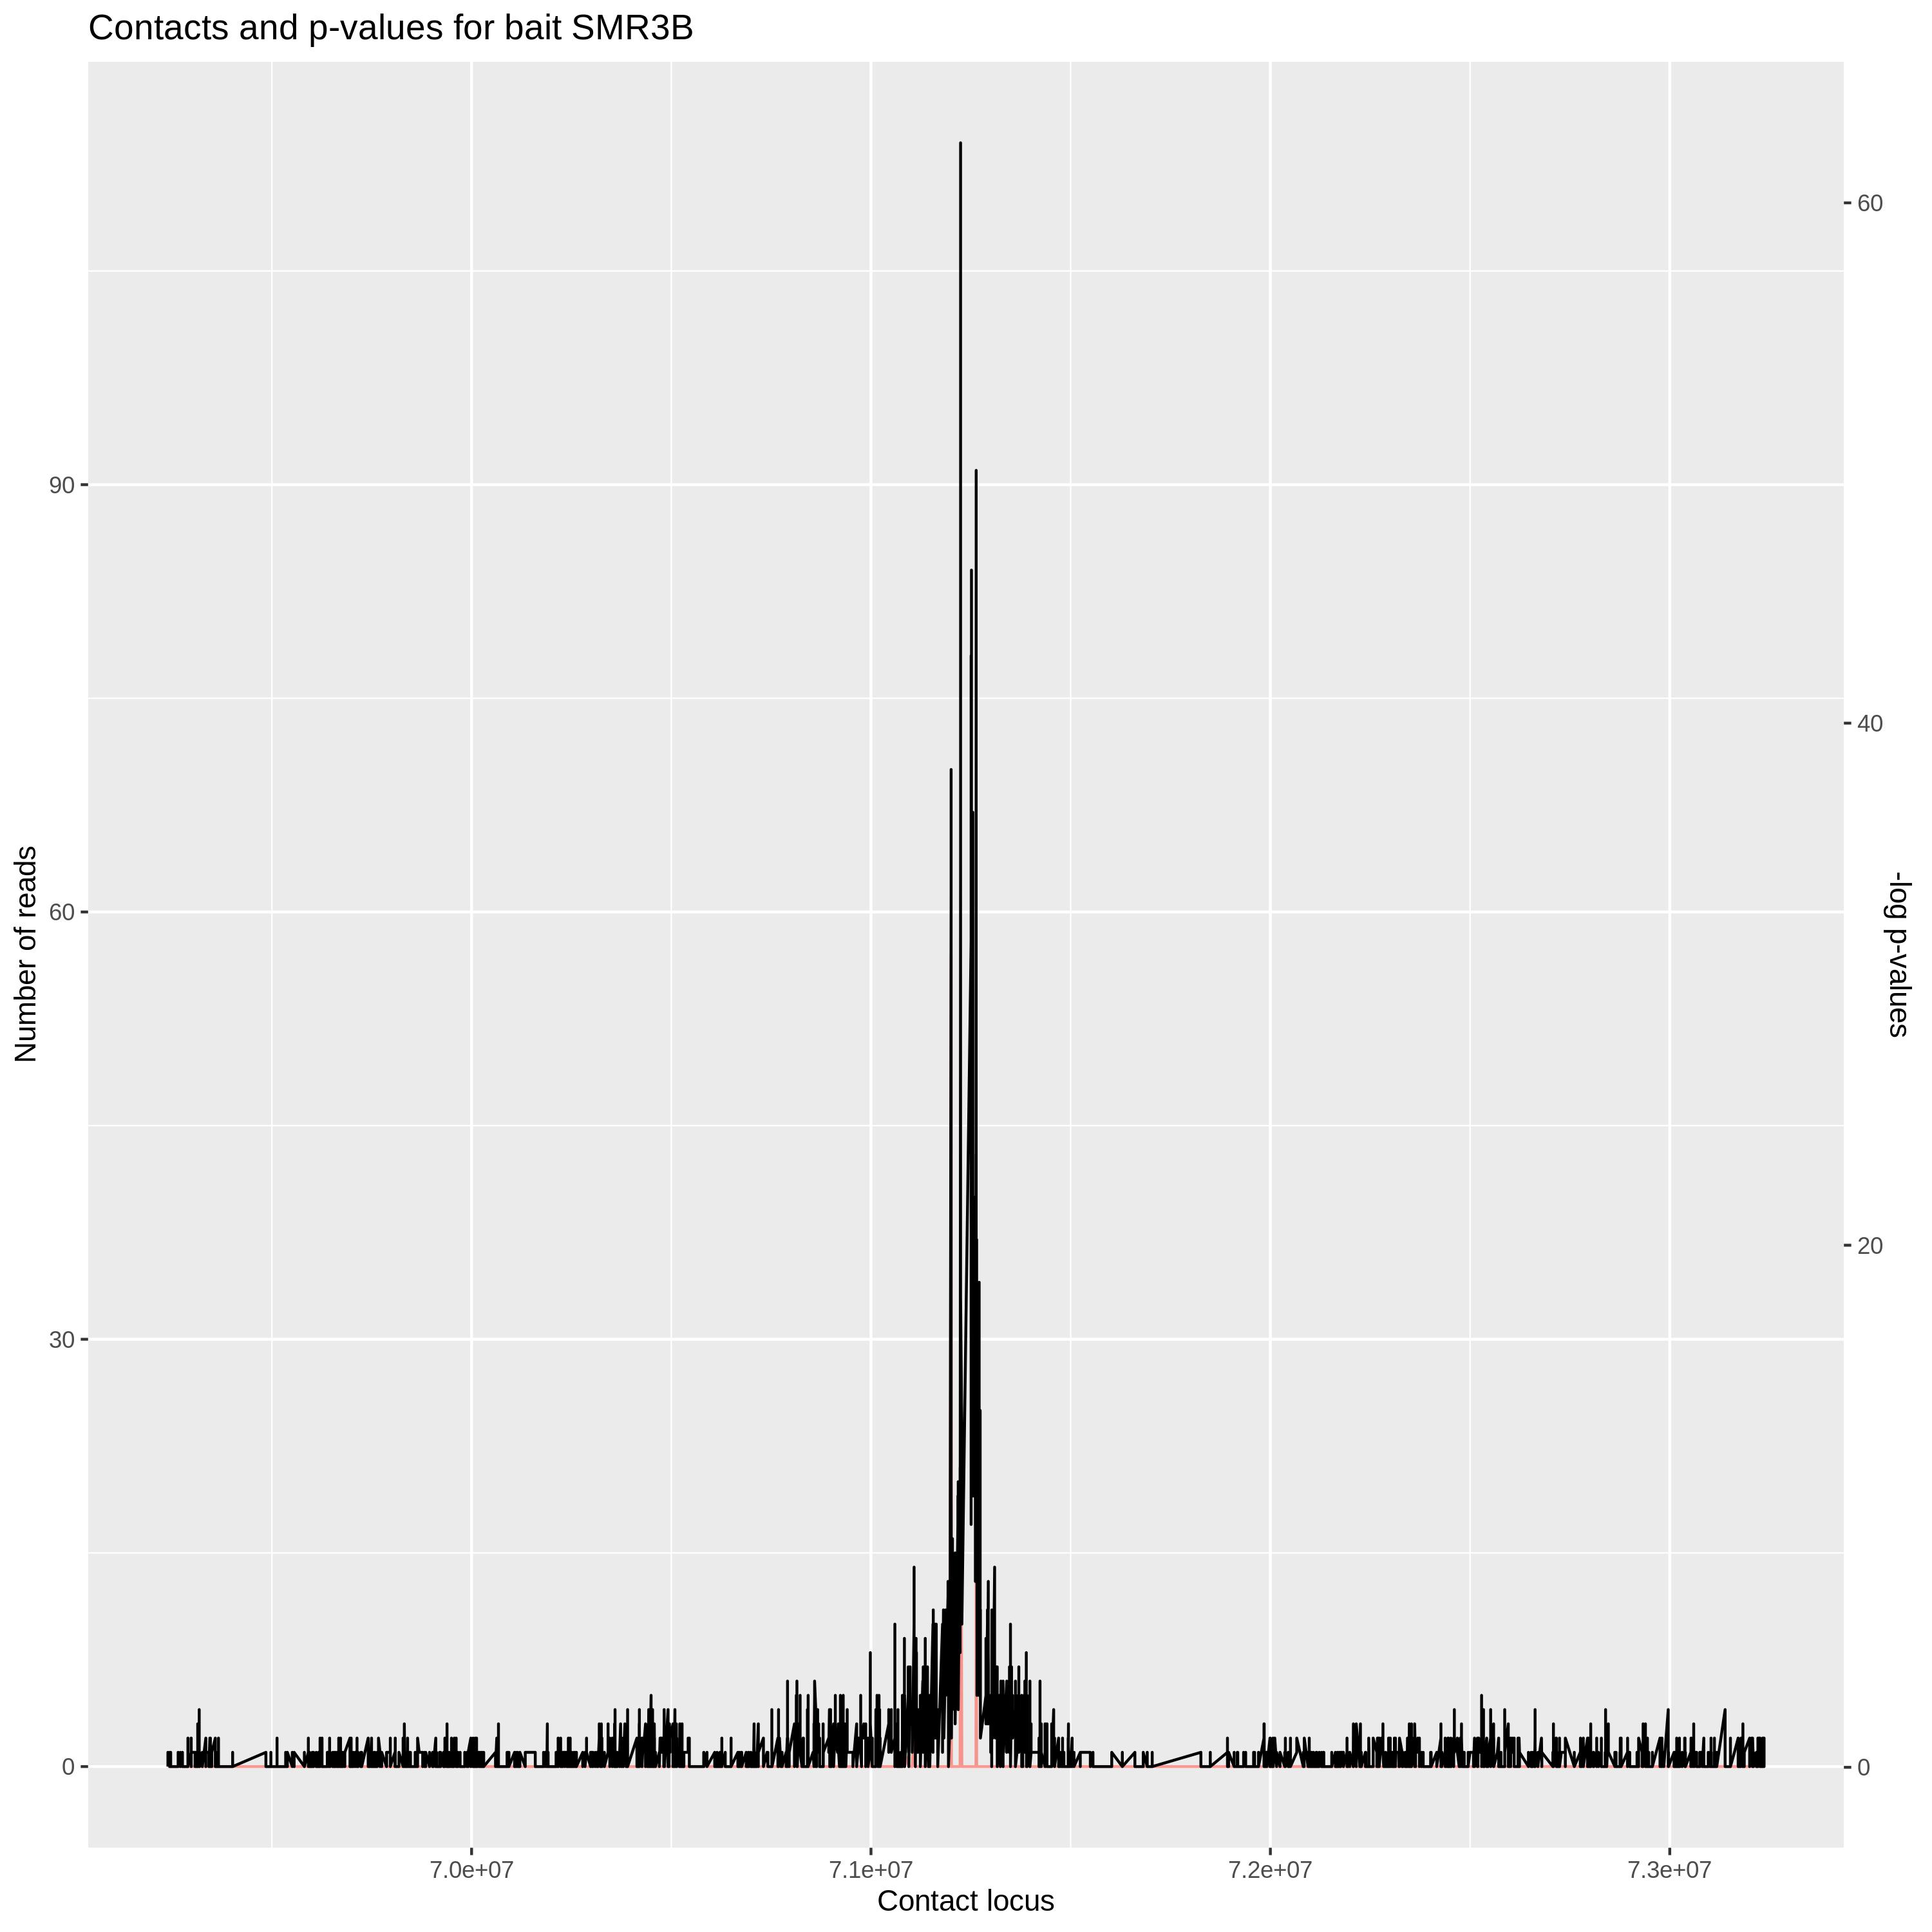 Contacts and p-values for bait SMR3B
90
60
30
0
Number of reads
60
40
20
0
-log p-values
7.0e+07
7.1e+07
7.2e+07
7.3e+07
Contact locus